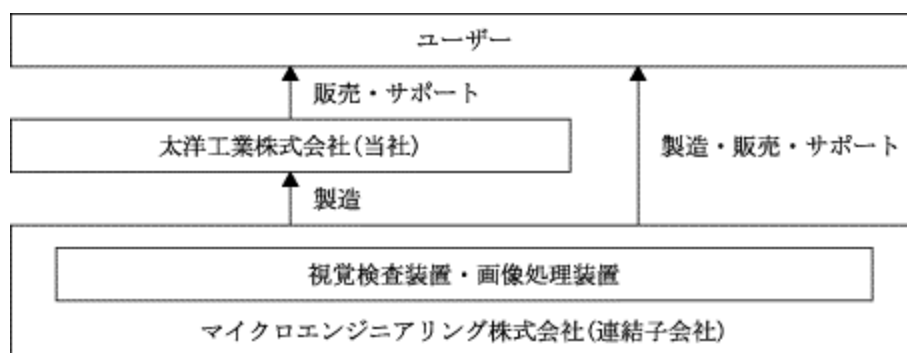 ユーザー
販売・サポート
太洋工業株式会社(当社)
製造・販売・サポート
製造
視覚検査装置・画像処理装置
マイクロエンジニアリング株式会社(連結子会社)